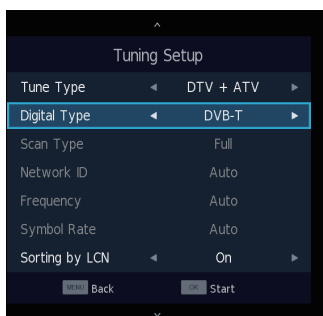 Tuning Setup
Tune Type DTV + ATV
Digital Type DVB-T
Scan Type Full
Network ID Auto
Frequency Auto
Symbol Rate Auto
Sorting by LCN On
MENU Back OK Start